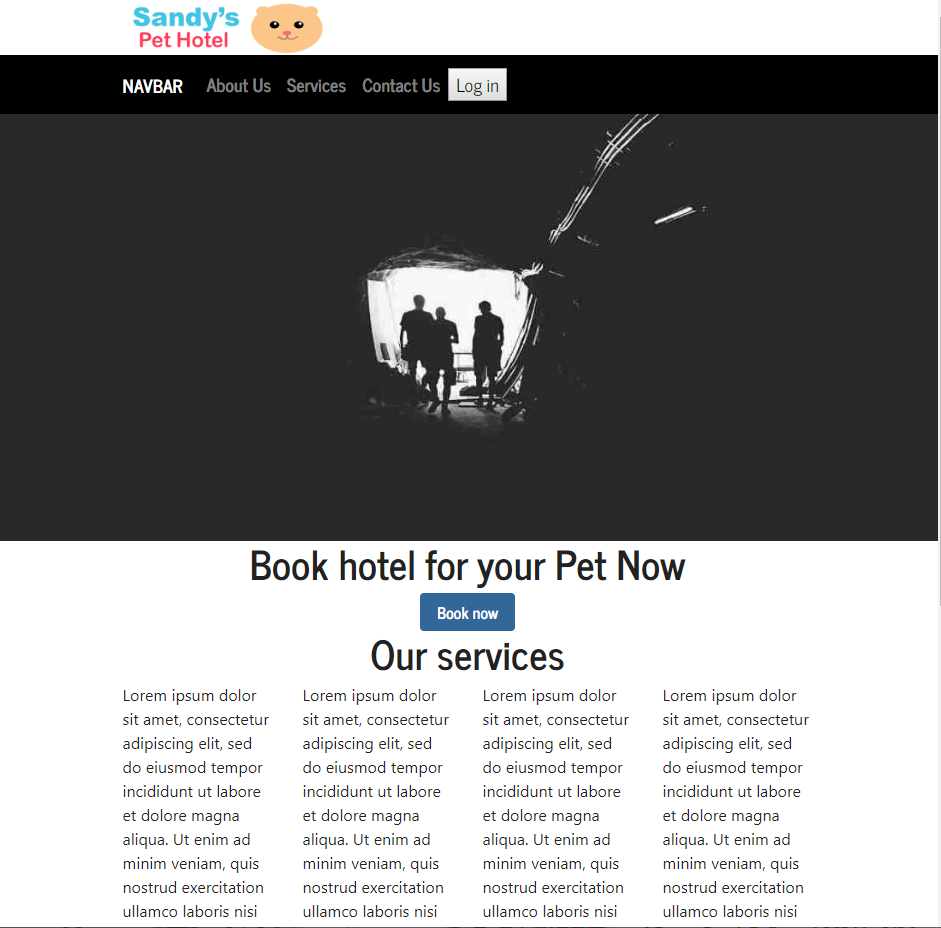 Sandy's
Pet Hotel
NAVBAR About Us Services Contact Us Log in
Book hotel for your Pet Now
Book now
Our services
Lorem ipsum dolor
sit amet, consectetur
adipiscing elit, sed
do eiusmod tempor
incididunt ut labore
et dolore magna
aliqua. Ut enim ad
minim veniam, quis
nostrud exercitation
ullamco laboris nisi
Lorem ipsum dolor
sit amet, consectetur
adipiscing elit, sed
do eiusmod tempor
incididunt ut labore
et dolore magna
aliqua. Ut enim ad
minim veniam, quis
nostrud exercitation
ullamco laboris nisi
Lorem ipsum dolor
sit amet, consectetur
adipiscing elit, sed
do eiusmod tempor
incididunt ut labore
et dolore magna
aliqua. Ut enim ad
minim veniam, quis
nostrud exercitation
ullamco laboris nisi
Lorem ipsum dolor
sit amet, consectetur
adipiscing elit, sed
do eiusmod tempor
incididunt ut labore
et dolore magna
aliqua. Ut enim ad
minim veniam, quis
nostrud exercitation
ullamco laboris nisi